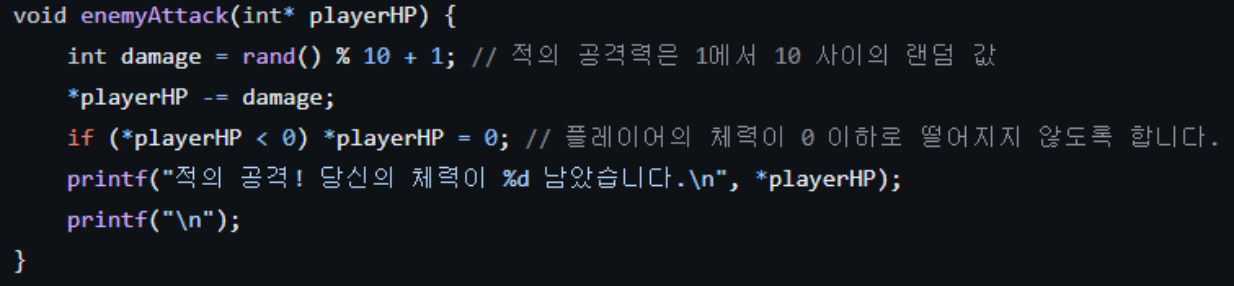 void enemyAttack(int* playerHP) {
    int damage = rand() % 10 + 1; // 적의 공격력은 1에서 10 사이의 랜덤 값
    *playerHP -= damage;
    if (*playerHP < 0) *playerHP = 0; // 플레이어의 체력이 0 이하로 떨어지지 않도록 합니다.
    printf("적의 공격! 당신의 체력이 %d 남았습니다.\n", *playerHP);
    printf("\n");
}